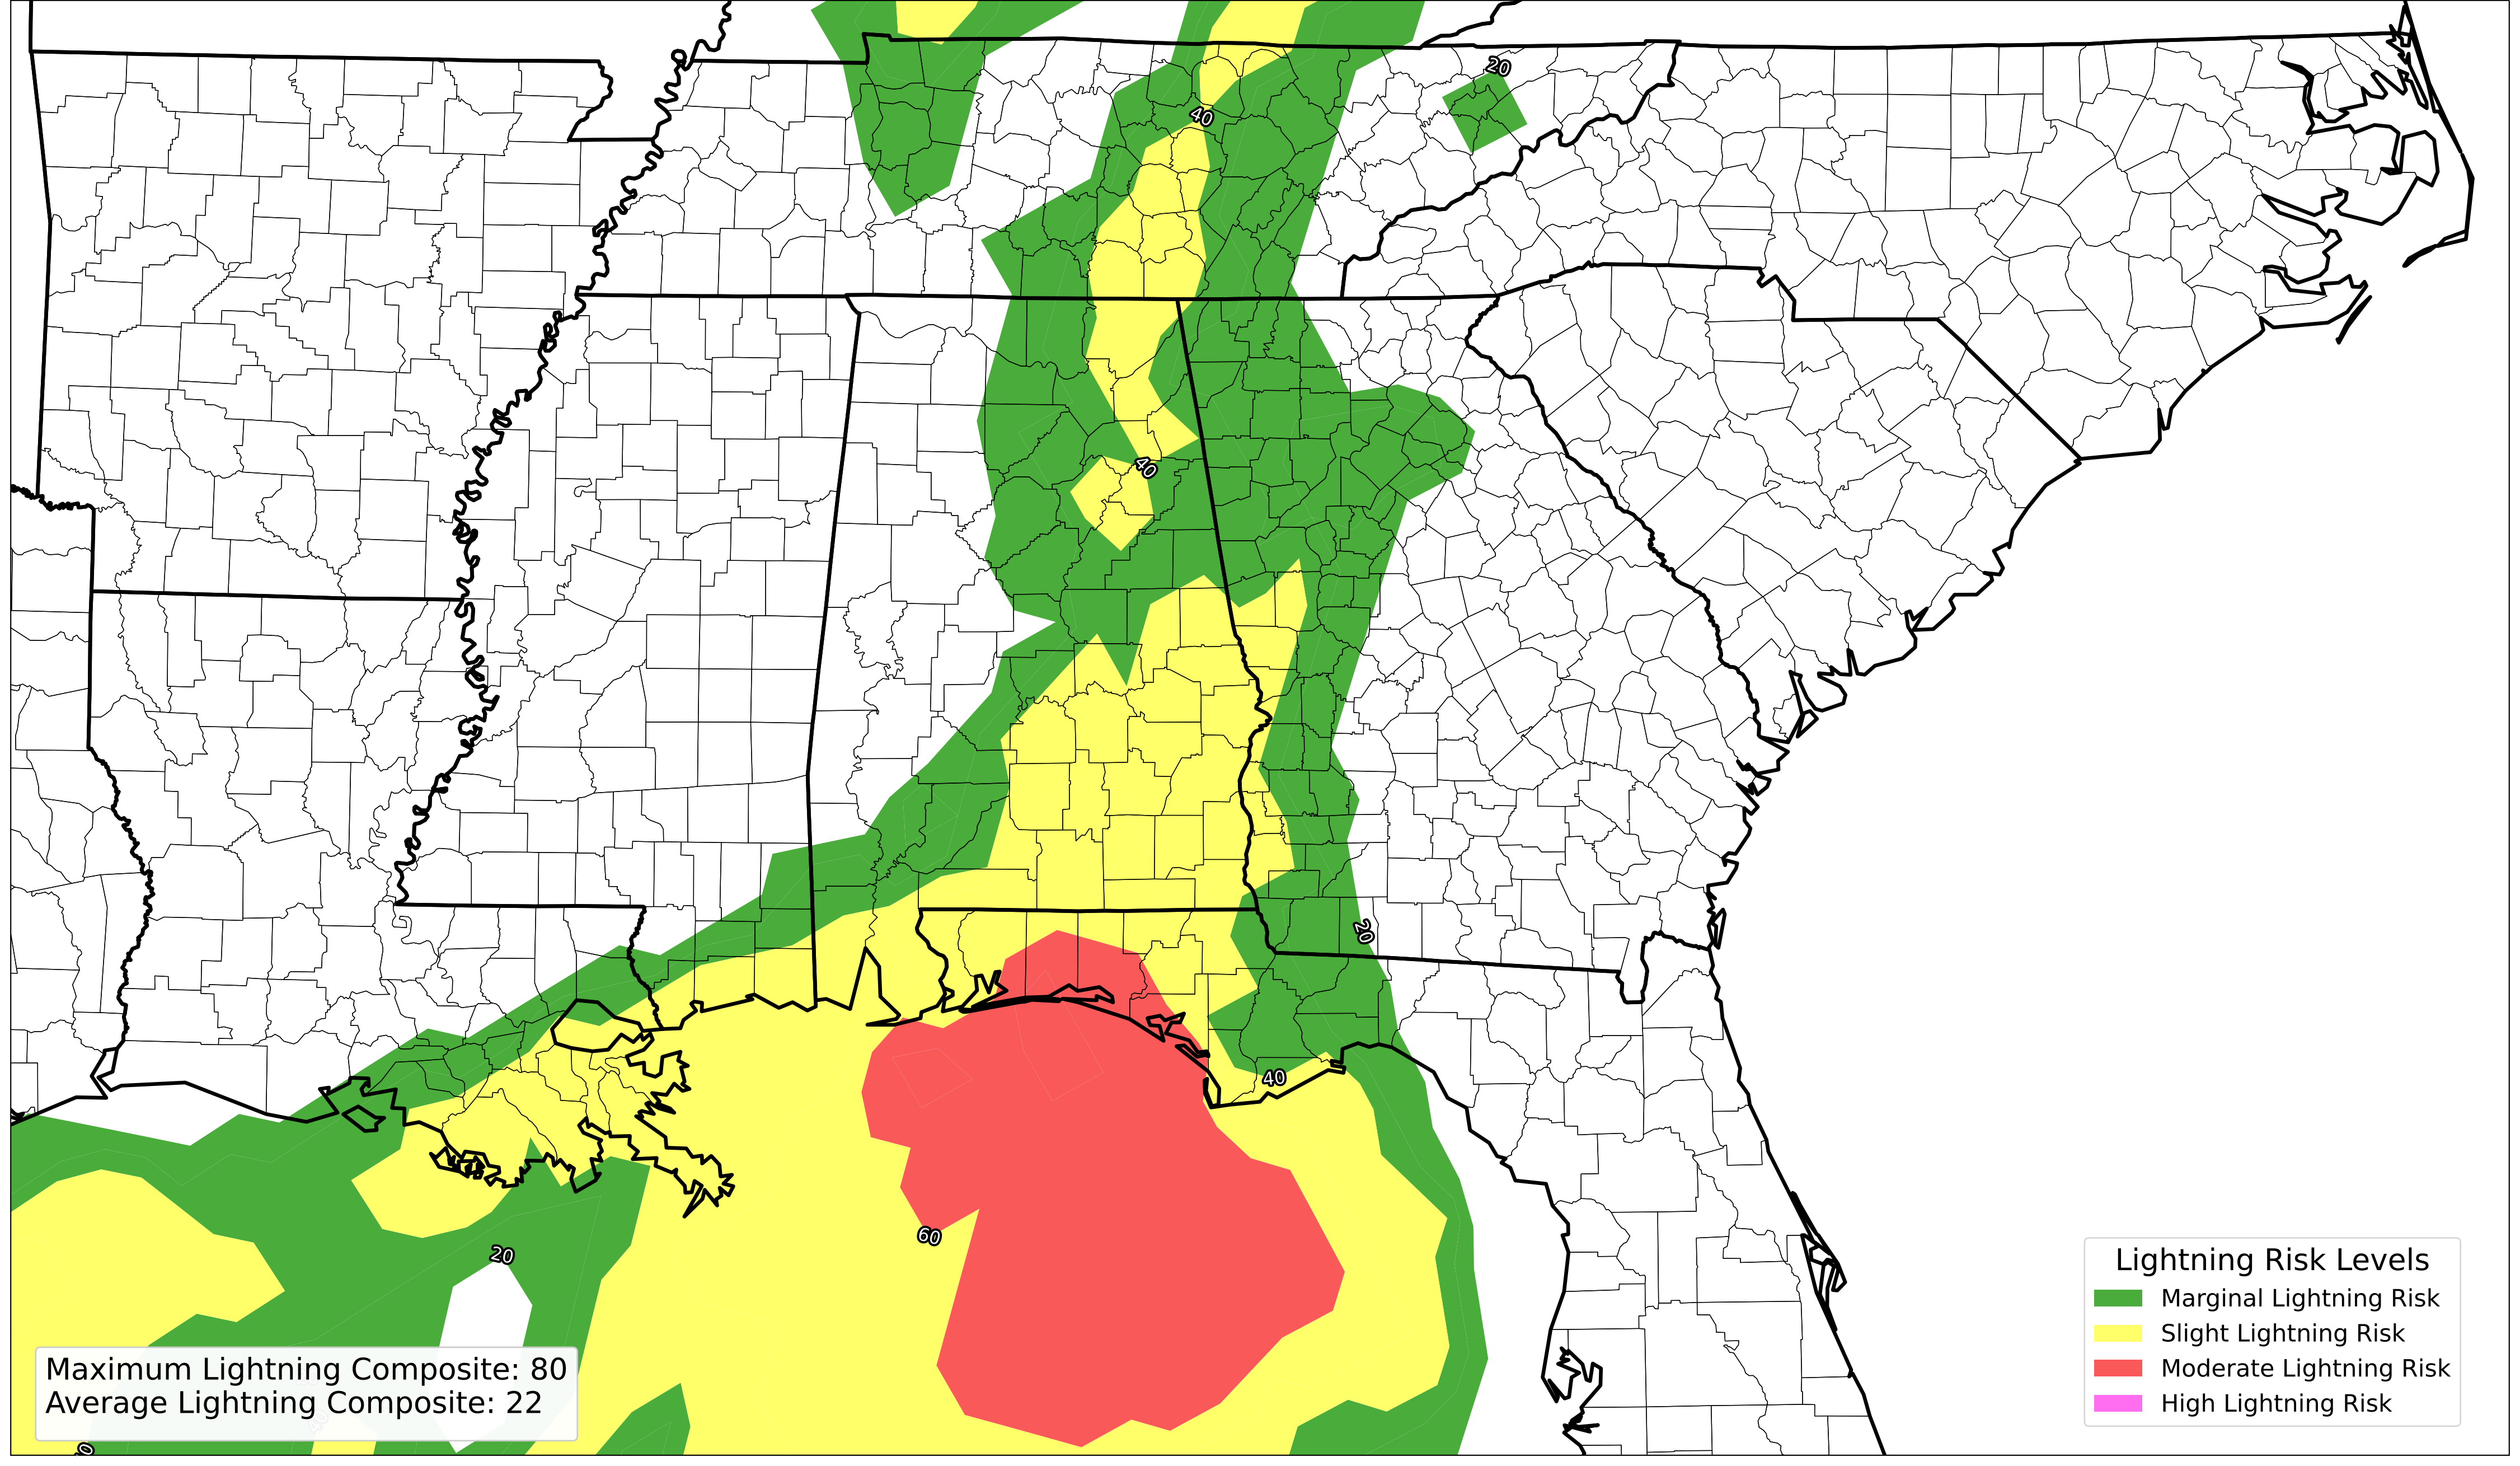 20
40
40
20
40
60
20
Lightning Risk Levels
Marginal Lightning Risk
Slight Lightning Risk
Moderate Lightning Risk
High Lightning Risk
Maximum Lightning Composite: 80
Average Lightning Composite: 22